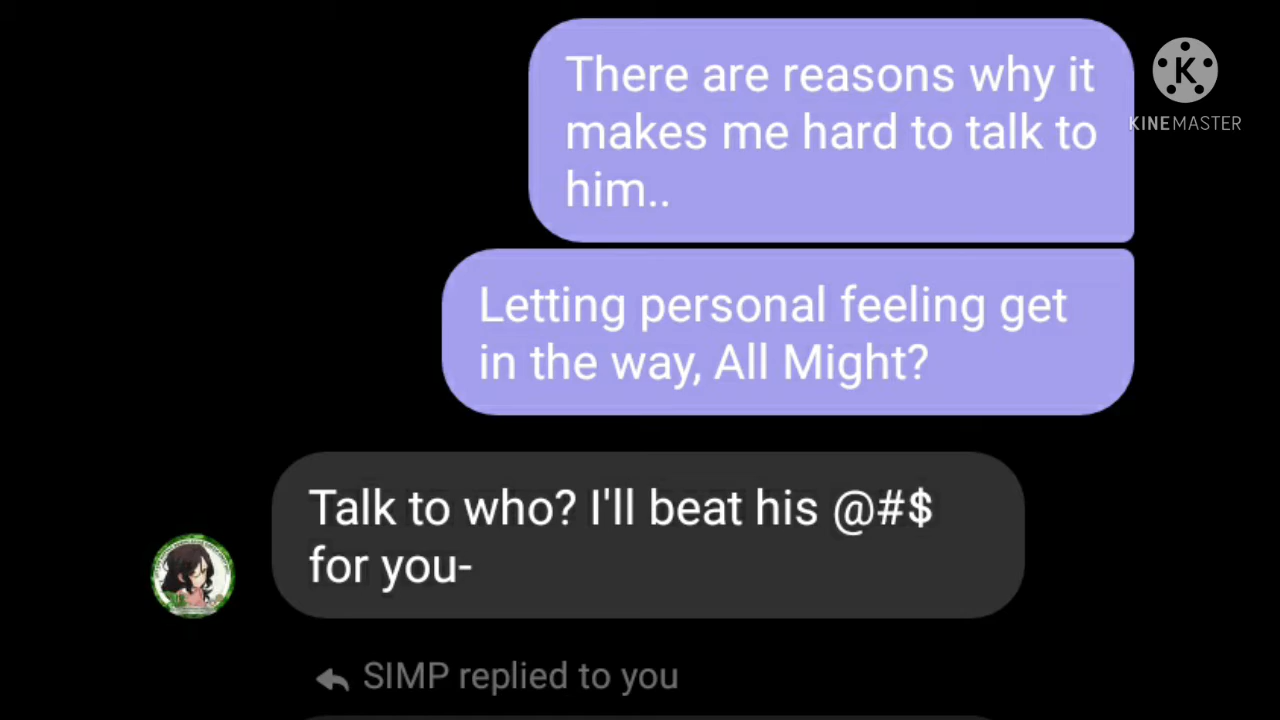 There are reasons why it
makes me hard to talk to
him..
KINEMASTER
Letting personal feeling get
in the way, All Might?
Talk to who? I'll beat his @#$
for you-
SIMP replied to you